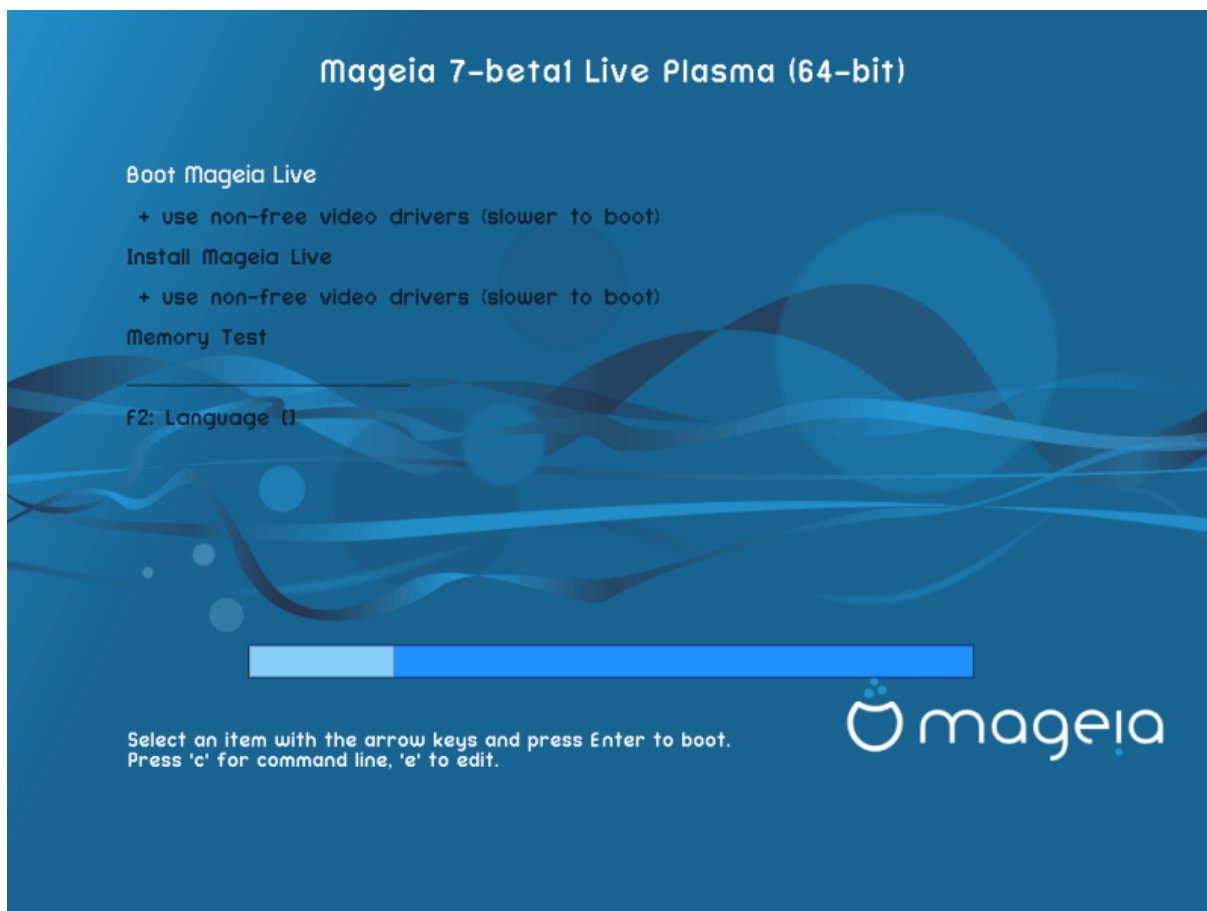 Mageia 7-beta1 Live Plasma (64-bit)
Boot Mageia Live
+ use non-free video drivers (slower to boot)
Install Mageia Live
+ use non-free video drivers (slower to boot)
Memory Test
F2: Language []
mageia
Select an item with the arrow keys and press Enter to boot.
Press 'c' for command line, 'e' to edit.